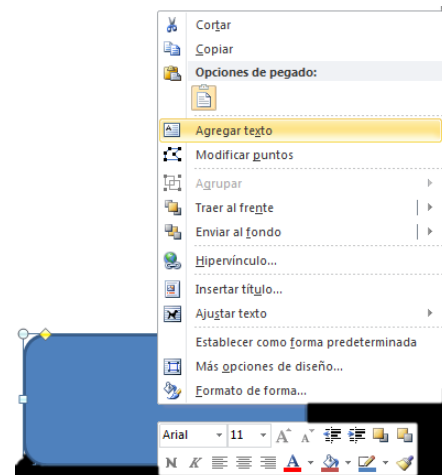 Cortar
Copiar
Opciones de pegado:
Agregar texto
Modificar puntos
Agrupar
Traer al frente
Enviar al fondo
Hipervínculo...
Insertar título...
Ajustar texto
Establecer como forma predeterminada
Más opciones de diseño...
Formato de forma...
Arial 11 A A
N K A